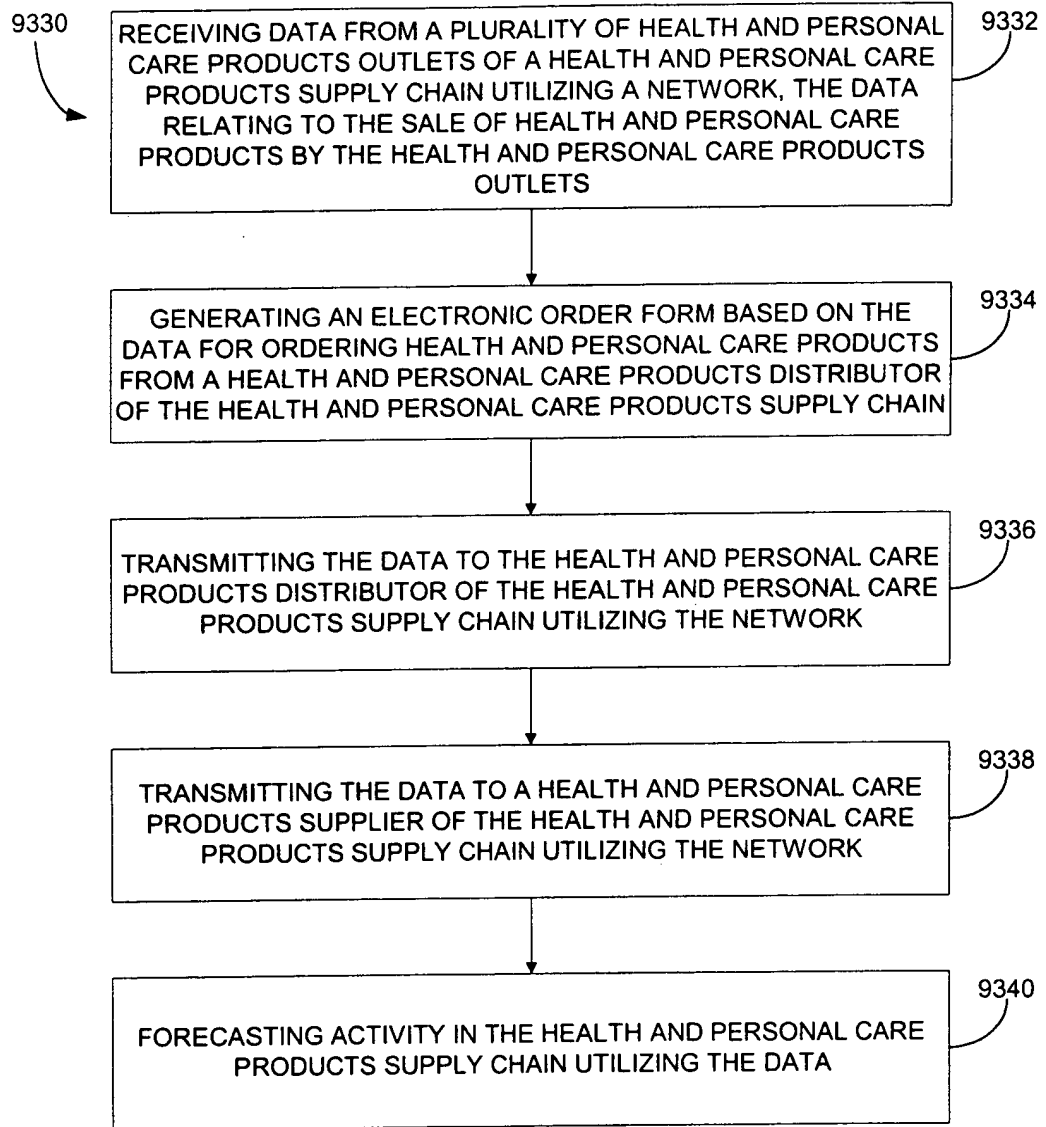 9330
9332
RECEIVING DATA FROM A PLURALITY OF HEALTH AND PERSONAL
CARE PRODUCTS OUTLETS OF A HEALTH AND PERSONAL CARE
PRODUCTS SUPPLY CHAIN UTILIZING A NETWORK, THE DATA
RELATING TO THE SALE OF HEALTH AND PERSONAL CARE
PRODUCTS BY THE HEALTH AND PERSONAL CARE PRODUCTS
OUTLETS
9334
GENERATING AN ELECTRONIC ORDER FORM BASED ON THE
DATA FOR ORDERING HEALTH AND PERSONAL CARE PRODUCTS
FROM A HEALTH AND PERSONAL CARE PRODUCTS DISTRIBUTOR
OF THE HEALTH AND PERSONAL CARE PRODUCTS SUPPLY CHAIN
9336
TRANSMITTING THE DATA TO THE HEALTH AND PERSONAL CARE
PRODUCTS DISTRIBUTOR OF THE HEALTH AND PERSONAL CARE
PRODUCTS SUPPLY CHAIN UTILIZING THE NETWORK
9338
TRANSMITTING THE DATA TO A HEALTH AND PERSONAL CARE
PRODUCTS SUPPLIER OF THE HEALTH AND PERSONAL CARE
PRODUCTS SUPPLY CHAIN UTILIZING THE NETWORK
9340
FORECASTING ACTIVITY IN THE HEALTH AND PERSONAL CARE
PRODUCTS SUPPLY CHAIN UTILIZING THE DATA